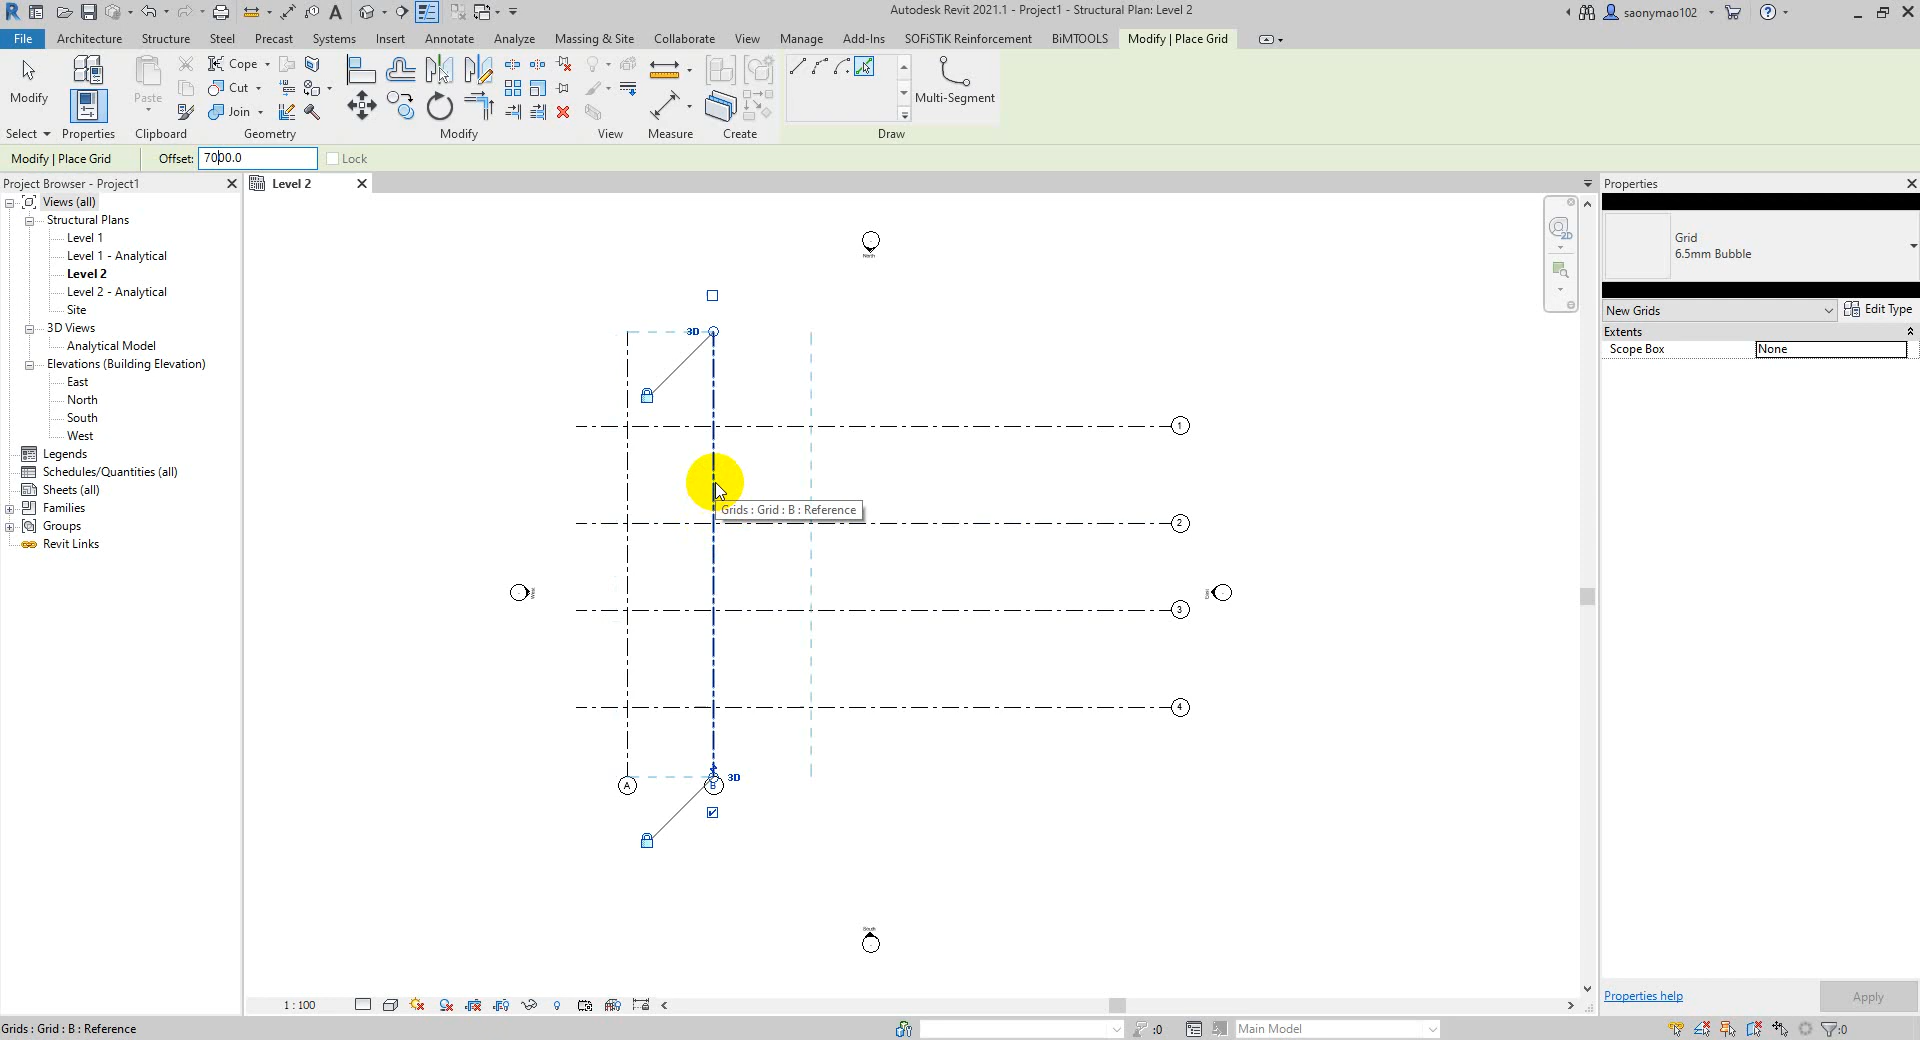 Autodesk Revit 2021.1 - Project1 - Structural Plan: Level 2
saonymao102
File Architecture Structure Steel Precast Systems Insert Annotate Analyze Massing & Site Collaborate View Manage Add-Ins SOFiSTiK Reinforcement BiMTOOLS Modify | Place Grid
Modify
Paste
Cope
Cut
Join
Multi-Segment
Select Properties Clipboard Geometry Modify View Measure Create Draw
Modify | Place Grid Offset: 7000.0 Lock
Project Browser - Project1
Views (all)
Structural Plans
Level 1
Level 1 - Analytical
Level 2
Level 2 - Analytical
Site
3D Views
Analytical Model
Elevations (Building Elevation)
East
North
South
West
Legends
Schedules/Quantities (all)
Sheets (all)
Families
Groups
Revit Links
Level 2
North
3D
1
Grids : Grid : B : Reference
2
West
East
3
4
3D
A
B
South
Properties
Grid
6.5mm Bubble
New Grids
Edit Type
Extents
Scope Box None
Properties help
Apply
1 : 100
Grids : Grid : B : Reference
:0
Main Model
:0
2D